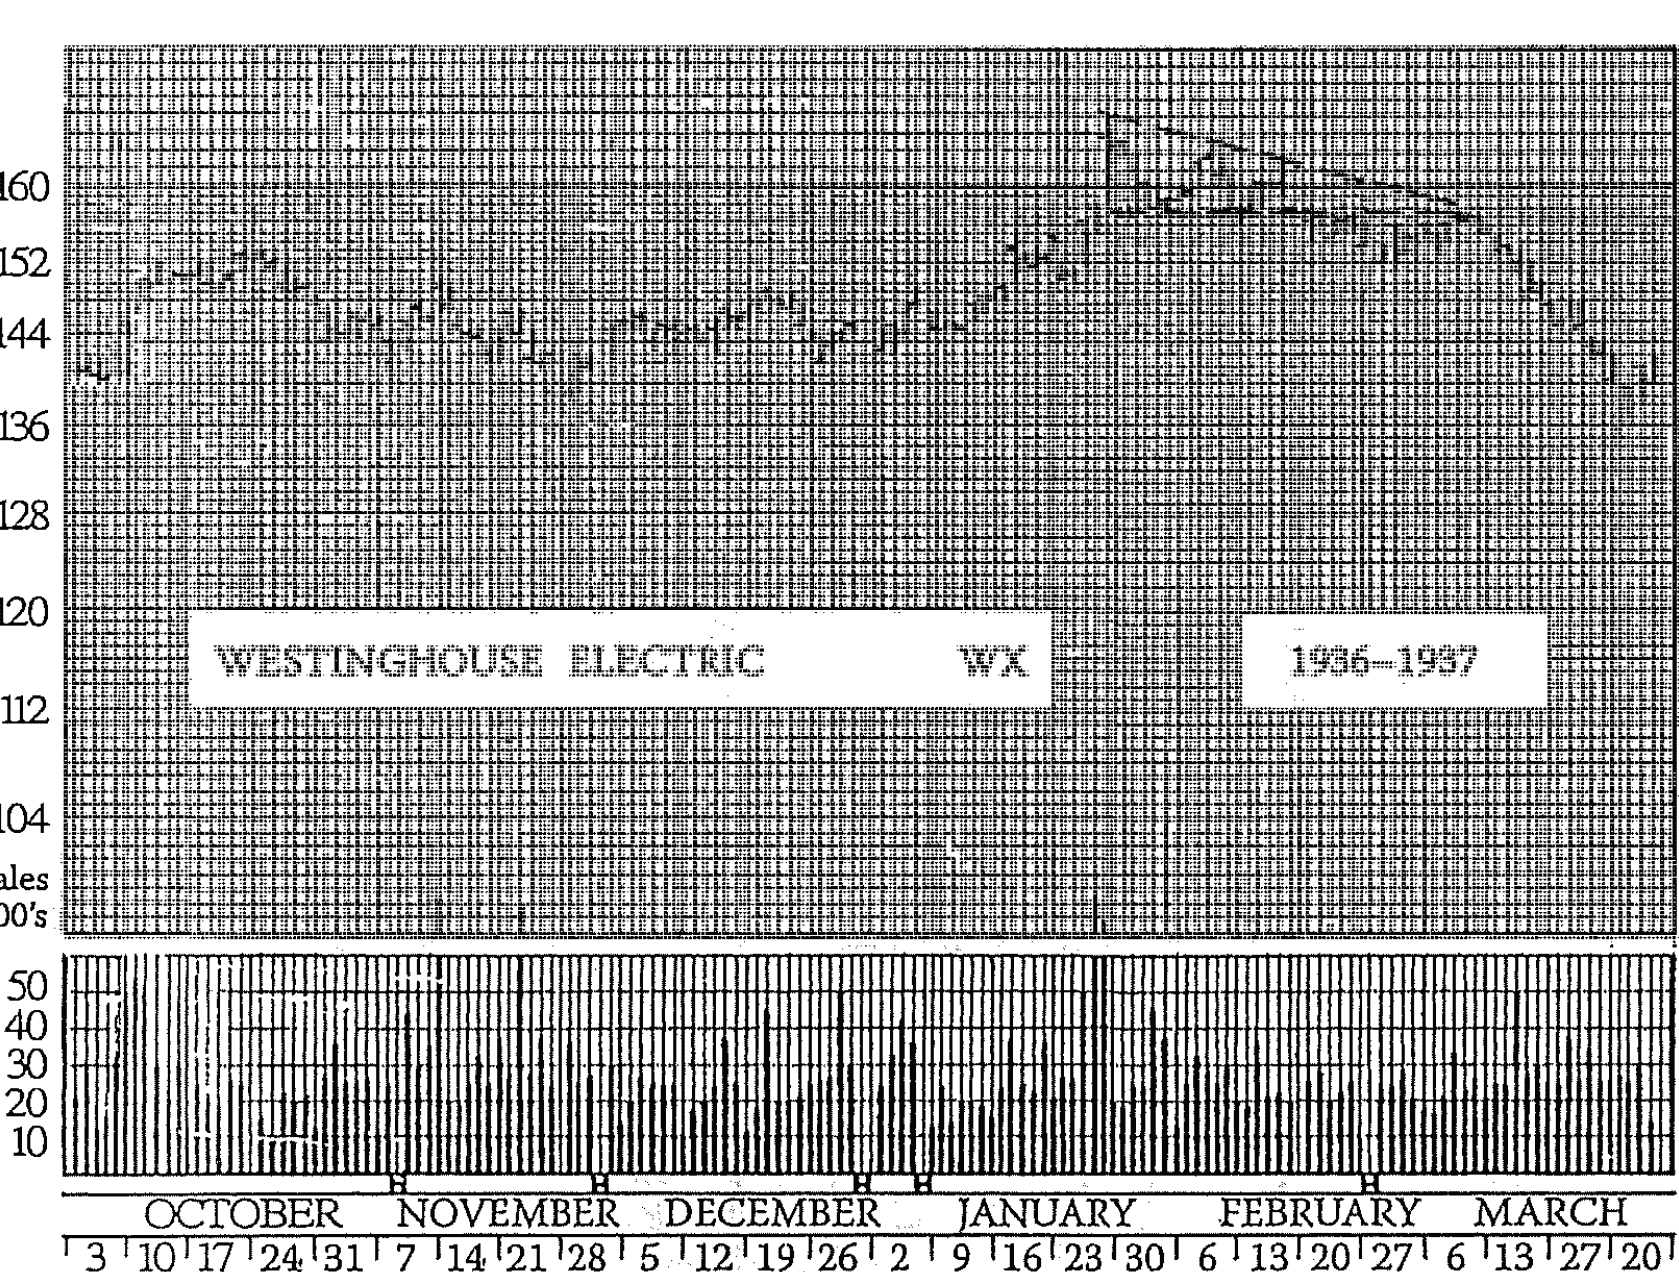 160
152
144
136
128
120
WESTINGHOUSE ELECTRIC WX 1936–1937
112
104
ales
00's
50
40
30
20
10
H H H H H
OCTOBER NOVEMBER DECEMBER JANUARY FEBRUARY MARCH
3 10 17 24 31 7 14 21 28 5 12 19 26 2 9 16 23 30 6 13 20 27 6 13 27 20